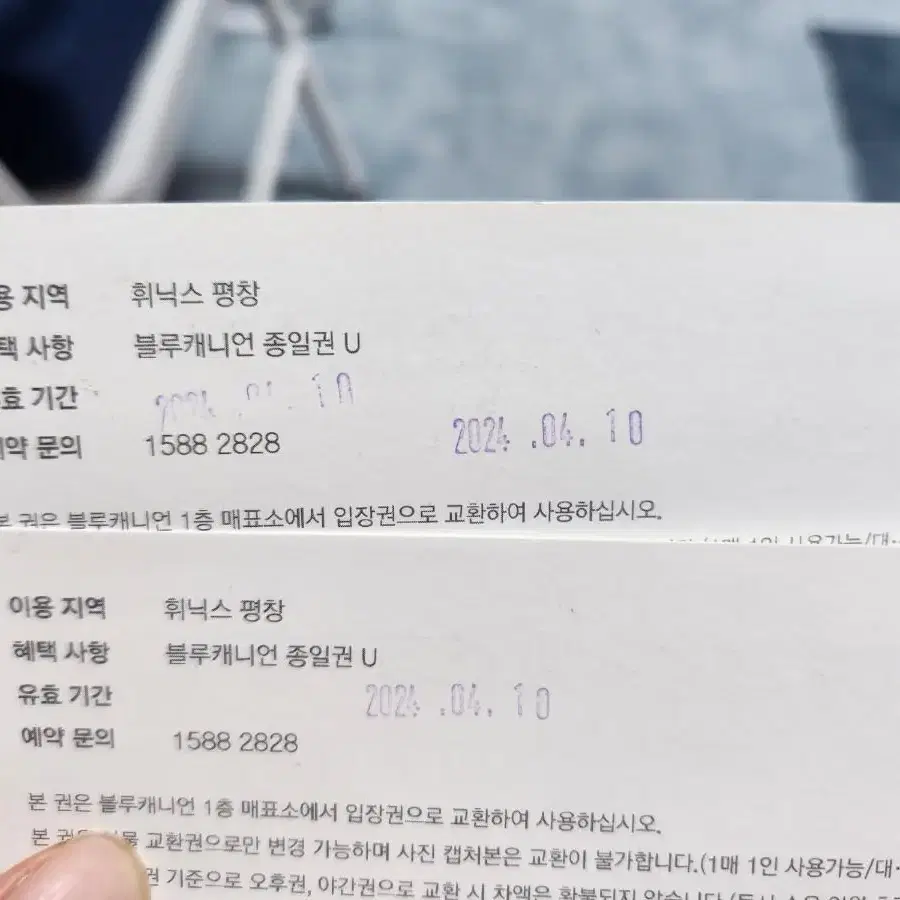 용 지역 휘닉스 평창
택 사항 블루캐니언 종일권 U
효 기간 2024 .04. 10
약 문의 1588 2828 2024 .04. 10
본 권은 블루캐니언 1층 매표소에서 입장권으로 교환하여 사용하십시오.
이용 지역 휘닉스 평창
혜택 사항 블루캐니언 종일권 U
유효 기간 2024 .04. 10
예약 문의 1588 2828
본 권은 블루캐니언 1층 매표소에서 입장권으로 교환하여 사용하십시오.
본 교환권으로만 변경 가능하며 사진 캡처본은 교환이 불가합니다.(1매 1인 사용가능/대
권 기준으로 오후권, 야간권으로 교환 시 차액은 환불되지 않습니다